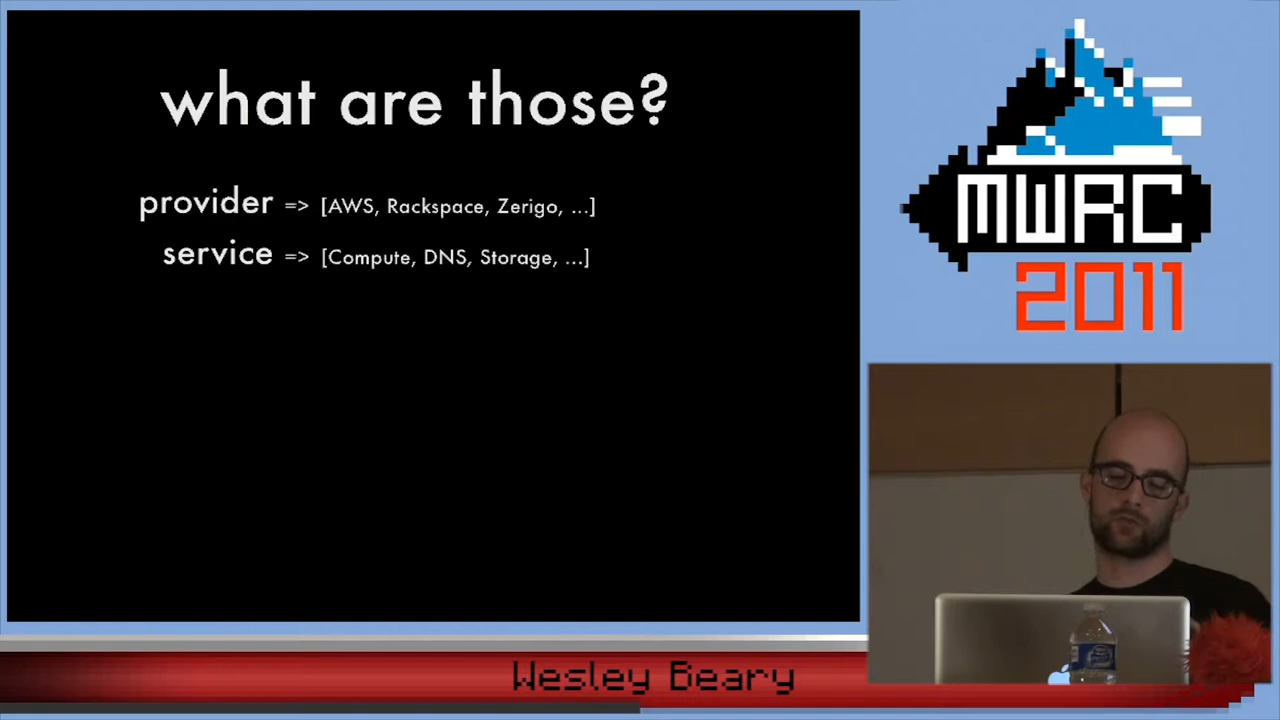 what are those?
provider => [AWS, Rackspace, Zerigo, ...]
service => [Compute, DNS, Storage, ...]
MWRC
2011
Wesley Beary